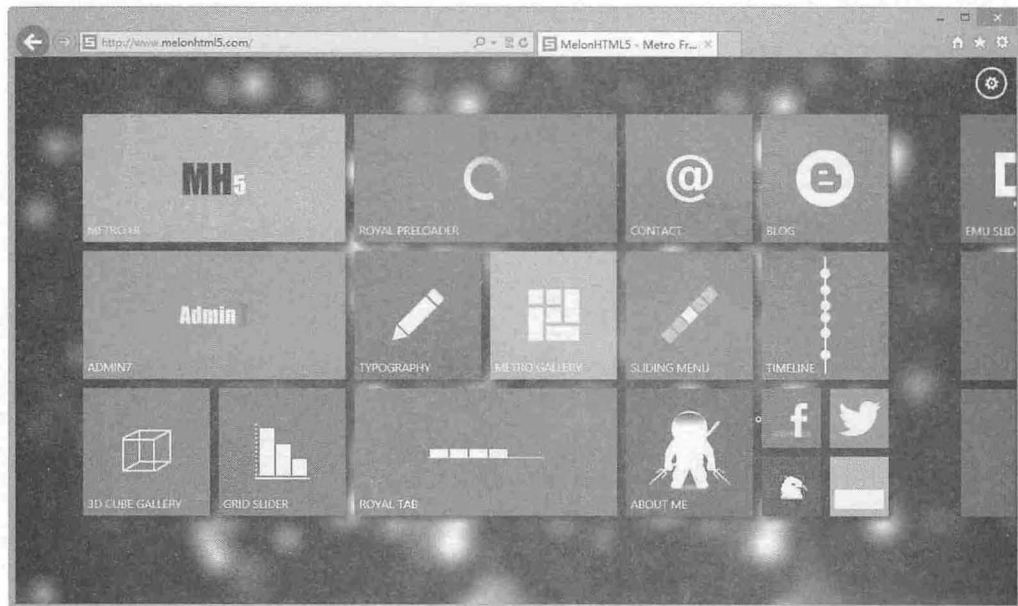 http://www.melonhtml5.com/
MelonHTML5 - Metro Fr...
MH5
METRO UI
ROYAL PRELOADER
@
CONTACT
BLOG
EMU SLID
Admin
ADMIN7
TYPOGRAPHY
METRO GALLERY
SLIDING MENU
TIMELINE
3D CUBE GALLERY
GRID SLIDER
ROYAL TAB
ABOUT ME
f